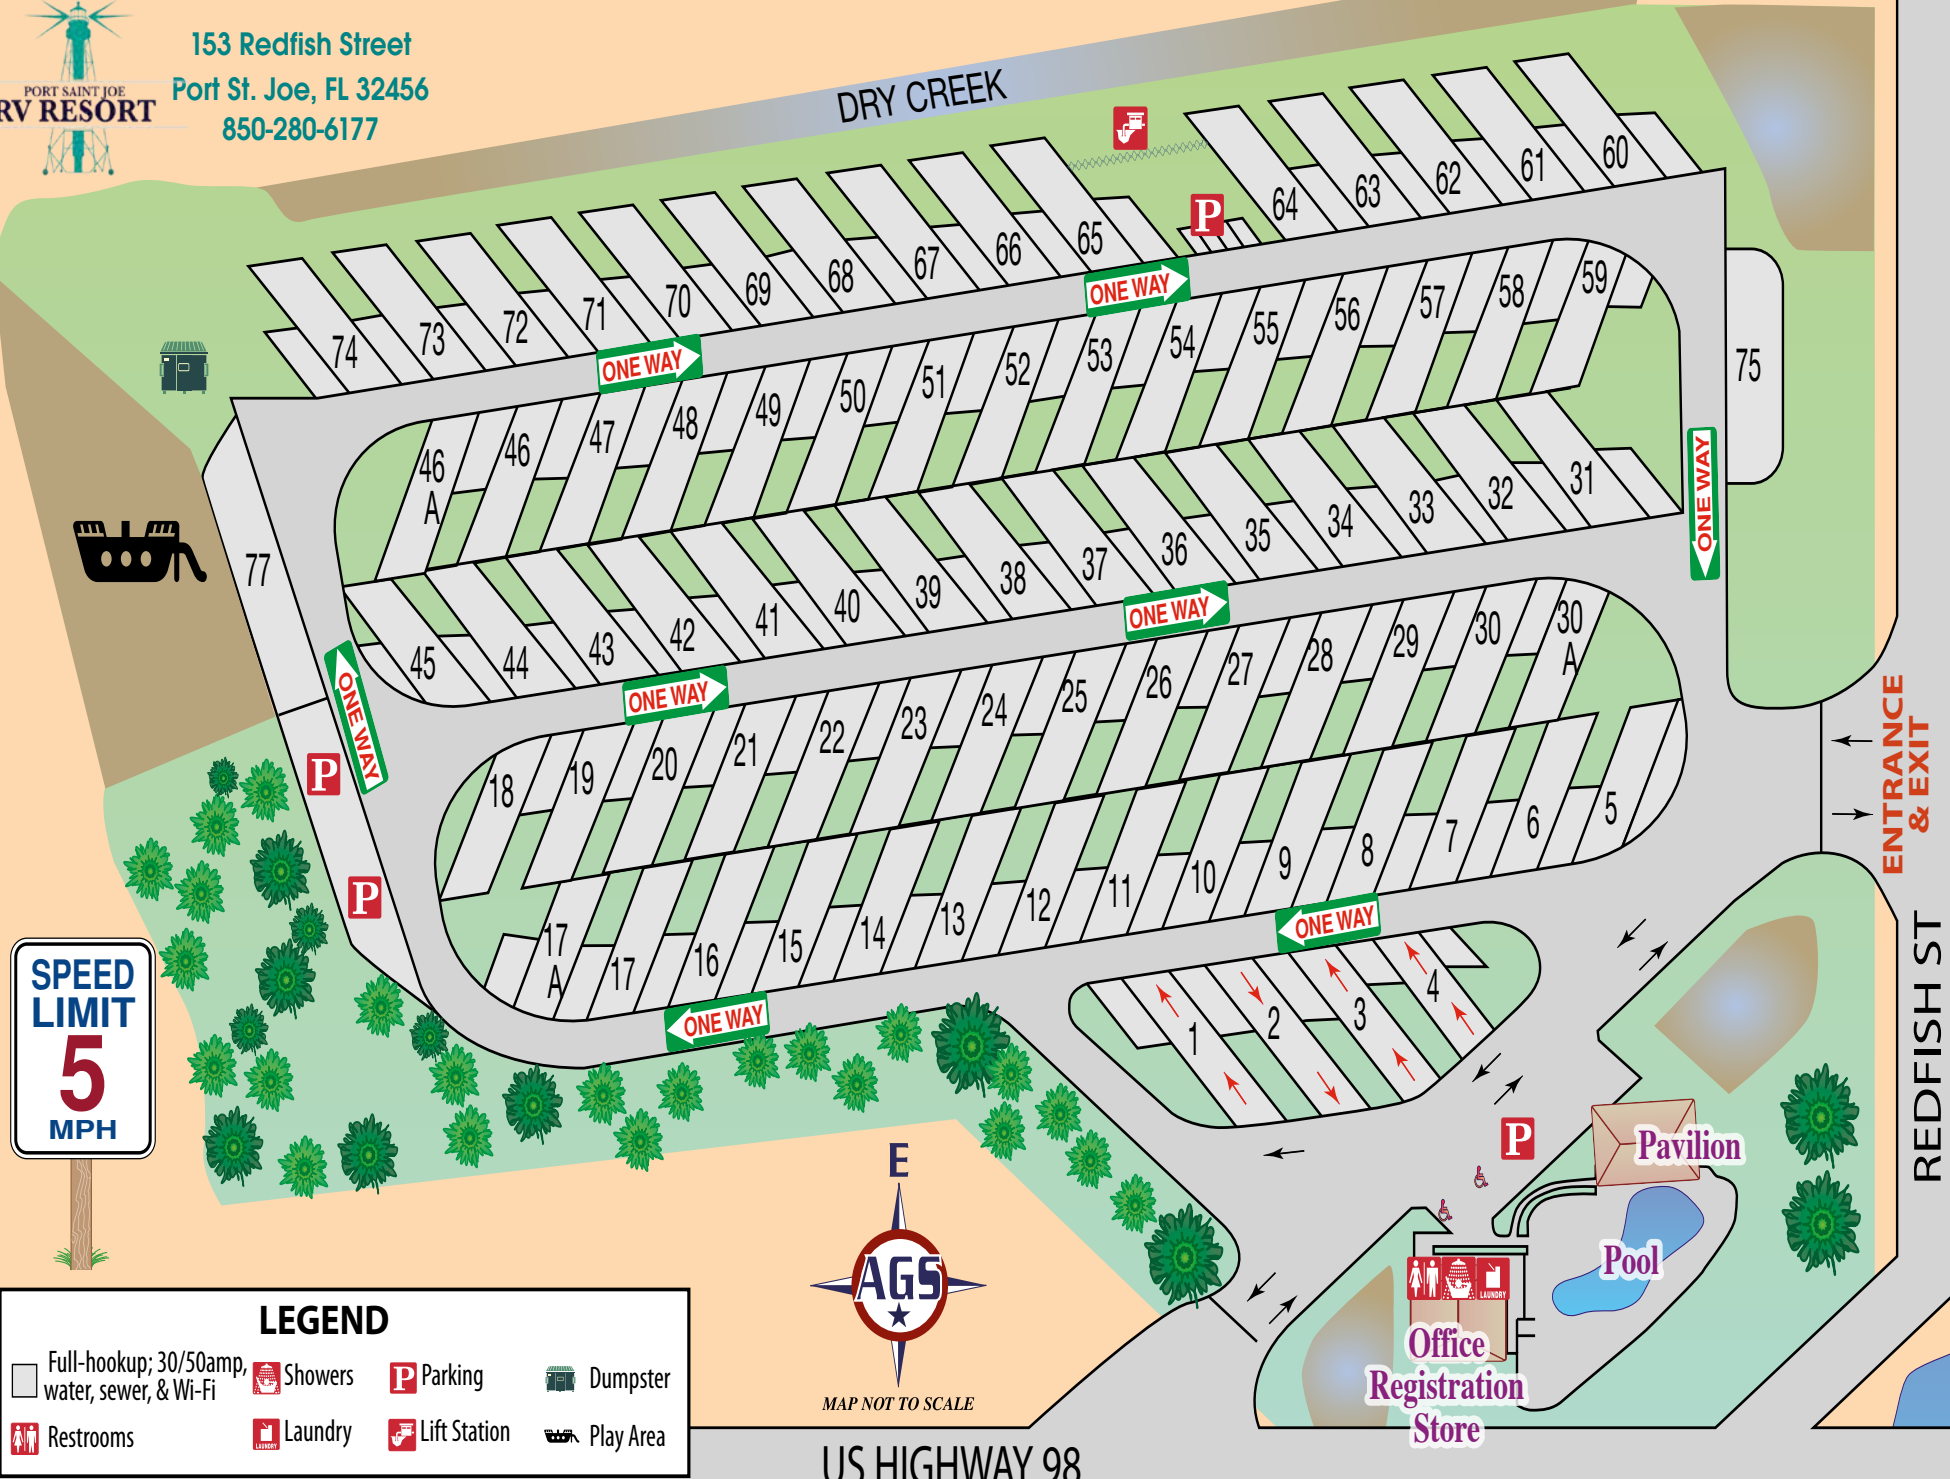 PORT SAINT JOE
RV RESORT
153 Redfish Street
Port St. Joe, FL 32456
850-280-6177
DRY CREEK
P
64
63
62
61
60
74
73
72
71
70
69
68
67
66
65
ONE WAY
ONE WAY
46
A
46
47
48
49
50
51
52
53
54
55
56
57
58
59
75
77
ONE WAY
45
44
43
42
41
40
39
38
37
36
35
34
33
32
31
ONE WAY
ONE WAY
ONE WAY
P
P
18
19
20
21
22
23
24
25
26
27
28
29
30
30
A
17
A
17
16
15
14
13
12
11
10
9
8
7
6
5
ENTRANCE
& EXIT
ONE WAY
ONE WAY
1
2
3
4
REDFISH ST
SPEED
LIMIT
5
MPH
P
Pavilion
Pool
LAUNDRY
Office
Registration
Store
E
AGS
MAP NOT TO SCALE
US HIGHWAY 98
LEGEND
Full-hookup; 30/50amp,
water, sewer, & Wi-Fi
Showers
P Parking
Dumpster
Restrooms
LAUNDRY Laundry
Lift Station
Play Area